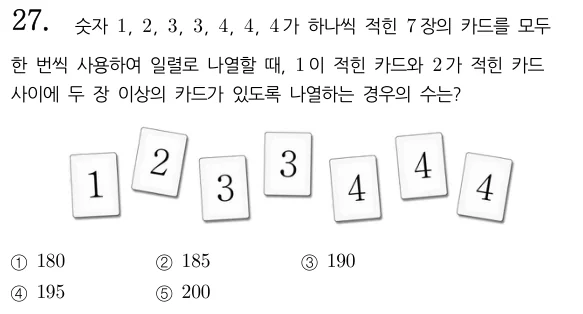 27. 숫자 1, 2, 3, 3, 4, 4, 4가 하나씩 적힌 7장의 카드를 모두
한 번씩 사용하여 일렬로 나열할 때, 1이 적힌 카드와 2가 적힌 카드
사이에 두 장 이상의 카드가 있도록 나열하는 경우의 수는?
1 2 3 3 4 4 4
① 180 ② 185 ③ 190
④ 195 ⑤ 200